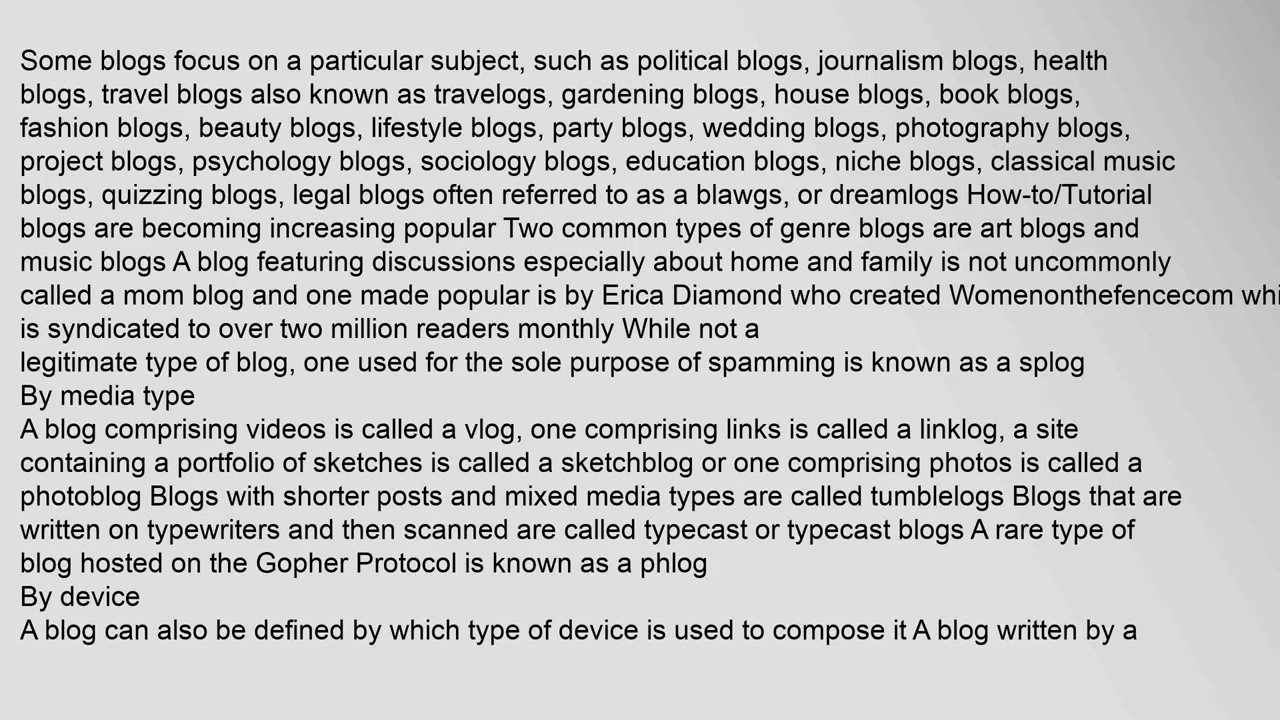 Some blogs focus on a particular subject, such as political blogs, journalism blogs, health
blogs, travel blogs also known as travelogs, gardening blogs, house blogs, book blogs,
fashion blogs, beauty blogs, lifestyle blogs, party blogs, wedding blogs, photography blogs,
project blogs, psychology blogs, sociology blogs, education blogs, niche blogs, classical music
blogs, quizzing blogs, legal blogs often referred to as a blawgs, or dreamlogs How-to/Tutorial
blogs are becoming increasing popular Two common types of genre blogs are art blogs and
music blogs A blog featuring discussions especially about home and family is not uncommonly
called a mom blog and one made popular is by Erica Diamond who created Womenonthefencecom whi
is syndicated to over two million readers monthly While not a
legitimate type of blog, one used for the sole purpose of spamming is known as a splog
By media type
A blog comprising videos is called a vlog, one comprising links is called a linklog, a site
containing a portfolio of sketches is called a sketchblog or one comprising photos is called a
photoblog Blogs with shorter posts and mixed media types are called tumblelogs Blogs that are
written on typewriters and then scanned are called typecast or typecast blogs A rare type of
blog hosted on the Gopher Protocol is known as a phlog
By device
A blog can also be defined by which type of device is used to compose it A blog written by a